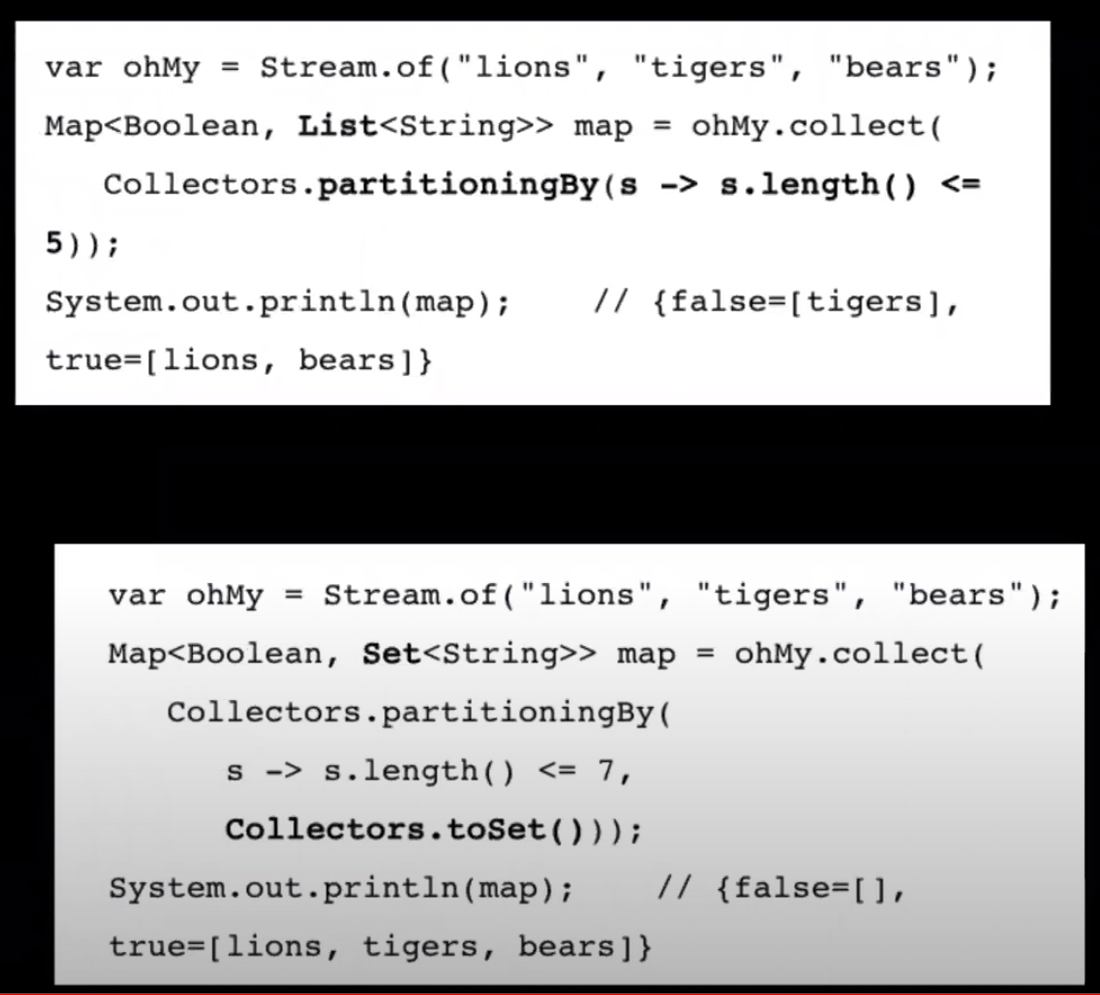 var ohMy = Stream.of("lions", "tigers", "bears");
Map<Boolean, List<String>> map = ohMy.collect(
   Collectors.partitioningBy(s -> s.length() <=
5));
System.out.println(map);    // {false=[tigers],
true=[lions, bears]}
var ohMy = Stream.of("lions", "tigers", "bears");
Map<Boolean, Set<String>> map = ohMy.collect(
   Collectors.partitioningBy(
      s -> s.length() <= 7,
      Collectors.toSet()));
System.out.println(map);    // {false=[],
true=[lions, tigers, bears]}